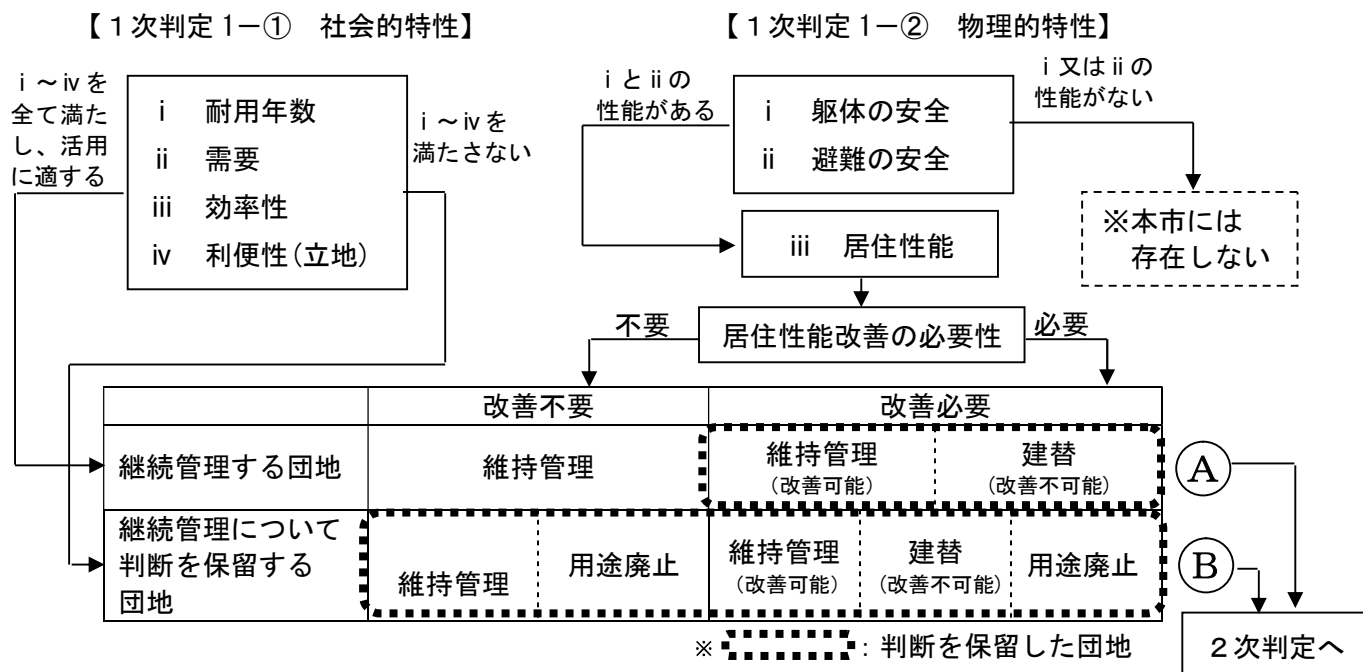 【1次判定1－① 社会的特性】
【1次判定1－② 物理的特性】
ⅰ～ⅳを
全て満た
し、活用
に適する
ⅰ 耐用年数
ⅱ 需要
ⅲ 効率性
ⅳ 利便性(立地)
ⅰ～ⅳを
満たさない
ⅰとⅱの
性能がある
ⅰ 躯体の安全
ⅱ 避難の安全
ⅰ又はⅱの
性能がない
※本市には
存在しない
ⅲ 居住性能
不要
居住性能改善の必要性
必要
改善不要
改善必要
継続管理する団地
維持管理
維持管理
(改善可能)
建替
(改善不可能)
Ⓐ
継続管理について
判断を保留する
団地
維持管理
用途廃止
維持管理
(改善可能)
建替
(改善不可能)
用途廃止
Ⓑ
※ : 判断を保留した団地
2次判定へ